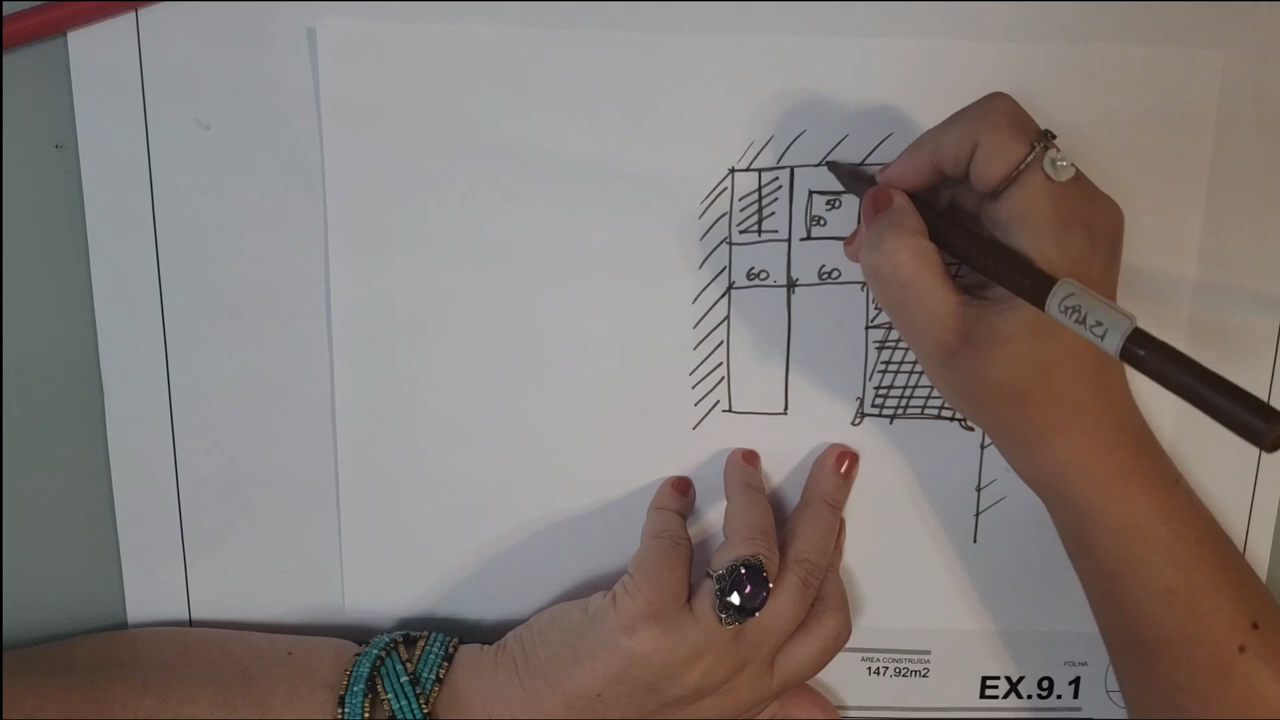 50
50
60
60
GRAZI
ÁREA CONSTRUÍDA
147,92m2
FOLHA
EX.9.1